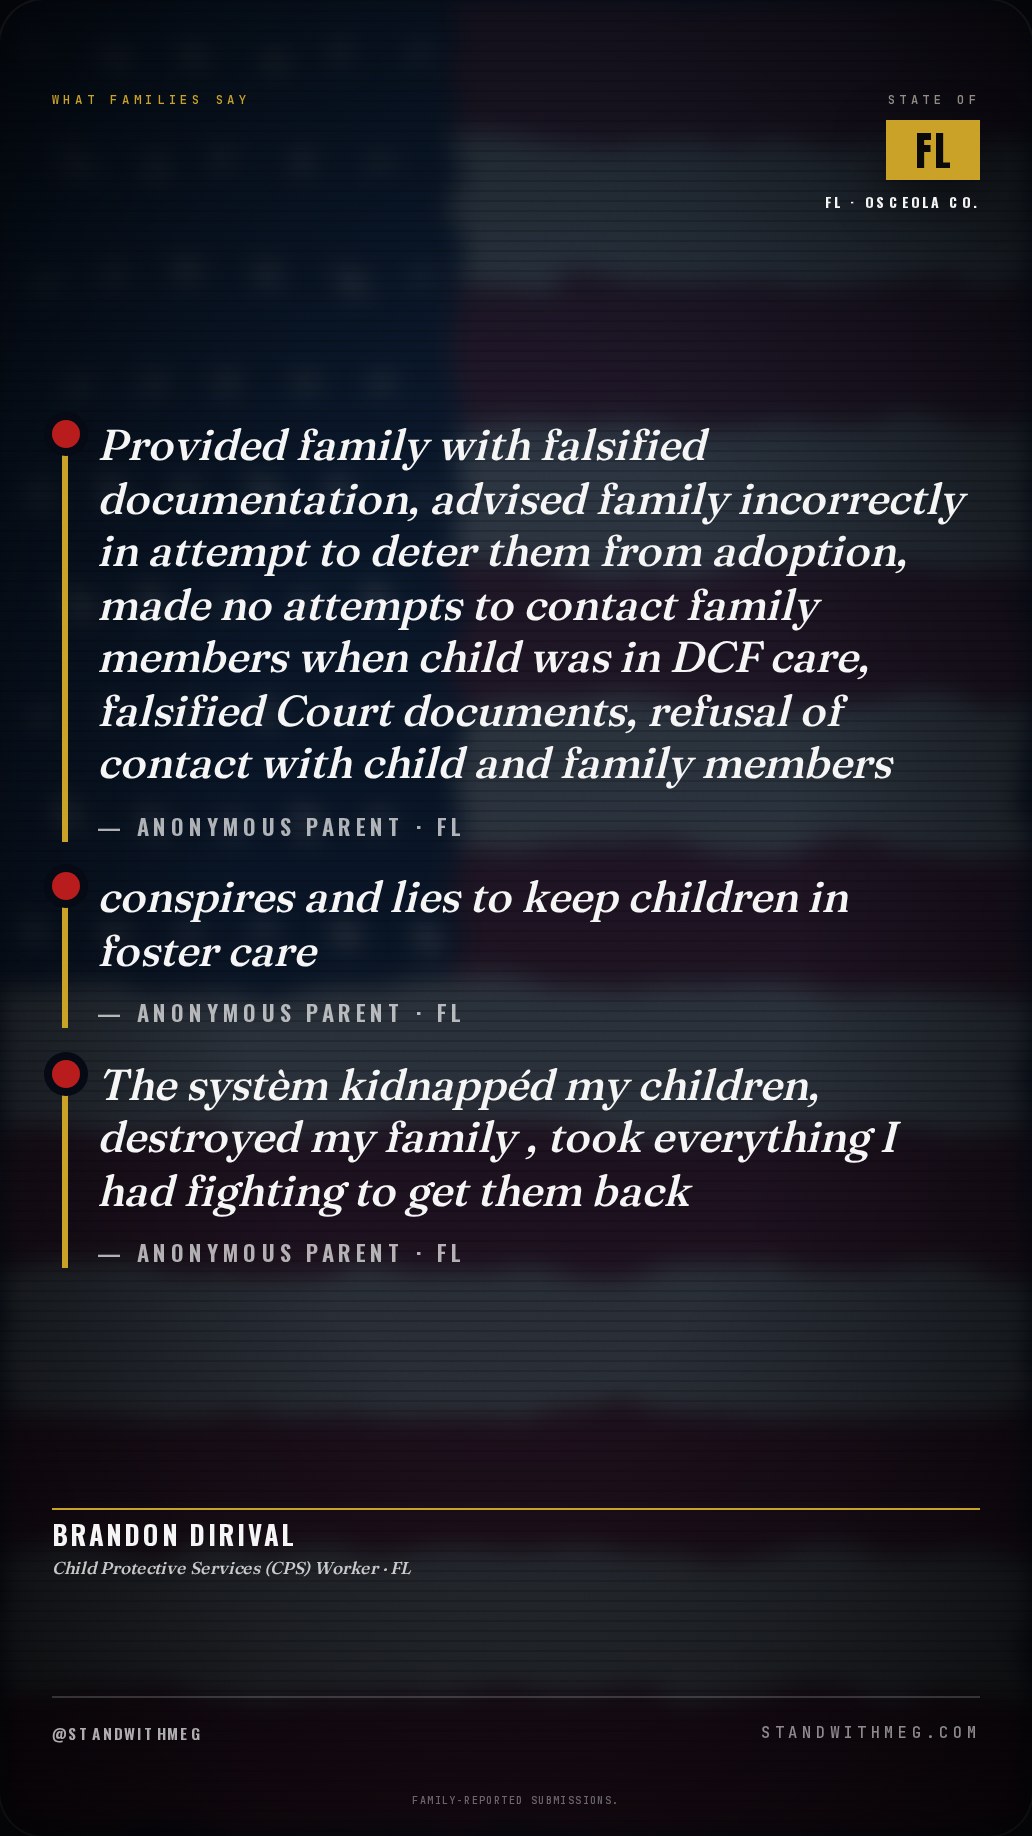 WHAT FAMILIES SAY
STATE OF
FL
FL · OSCEOLA CO.
Provided family with falsified
documentation, advised family incorrectly
in attempt to deter them from adoption,
made no attempts to contact family
members when child was in DCF care,
falsified Court documents, refusal of
contact with child and family members
— ANONYMOUS PARENT · FL
conspires and lies to keep children in
foster care
— ANONYMOUS PARENT · FL
The systèm kidnappéd my children,
destroyed my family , took everything I
had fighting to get them back
— ANONYMOUS PARENT · FL
BRANDON DIRIVAL
Child Protective Services (CPS) Worker · FL
@STANDWITHMEG
STANDWITHMEG.COM
FAMILY-REPORTED SUBMISSIONS.